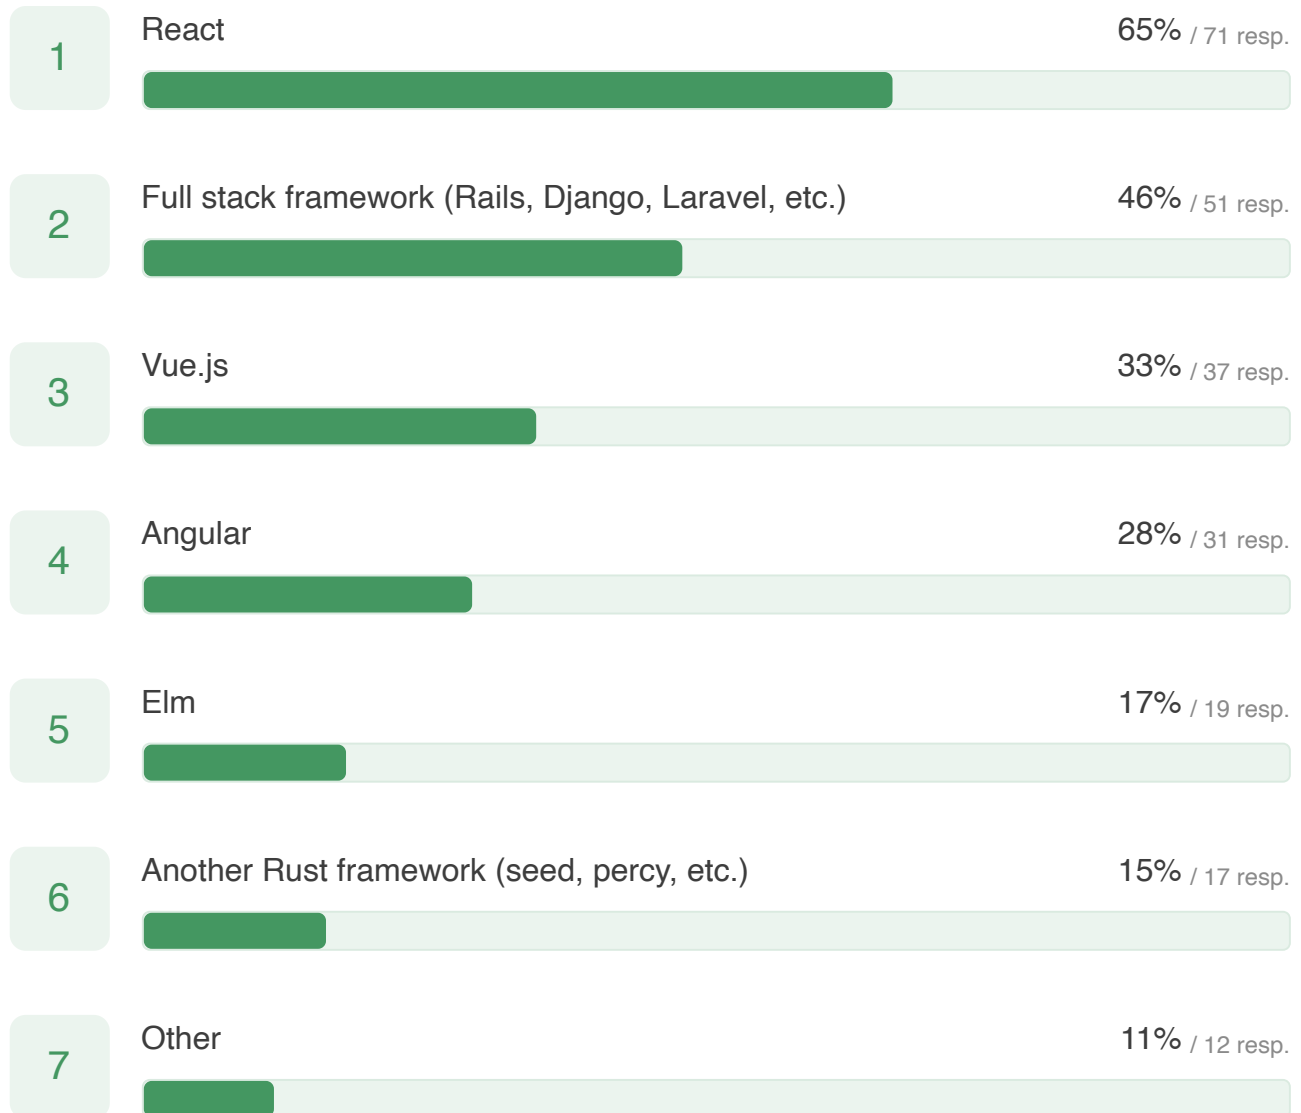 1
React
65% / 71 resp.
2
Full stack framework (Rails, Django, Laravel, etc.)
46% / 51 resp.
3
Vue.js
33% / 37 resp.
4
Angular
28% / 31 resp.
5
Elm
17% / 19 resp.
6
Another Rust framework (seed, percy, etc.)
15% / 17 resp.
7
Other
11% / 12 resp.